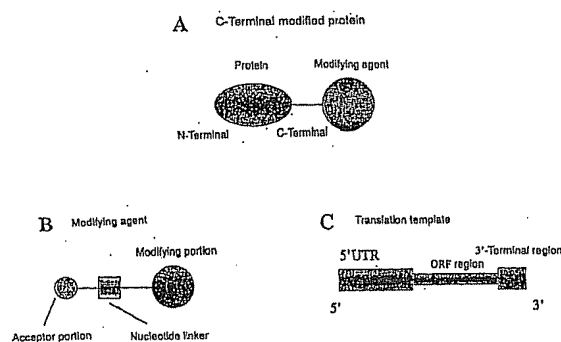 A C-Terminal modified protein
Protein Modifying agent
N-Terminal C-Terminal
B Modifying agent
Modifying portion
Acceptor portion Nucleotide linker
C Translation template
5'UTR ORF region 3'-Terminal region
5' 3'